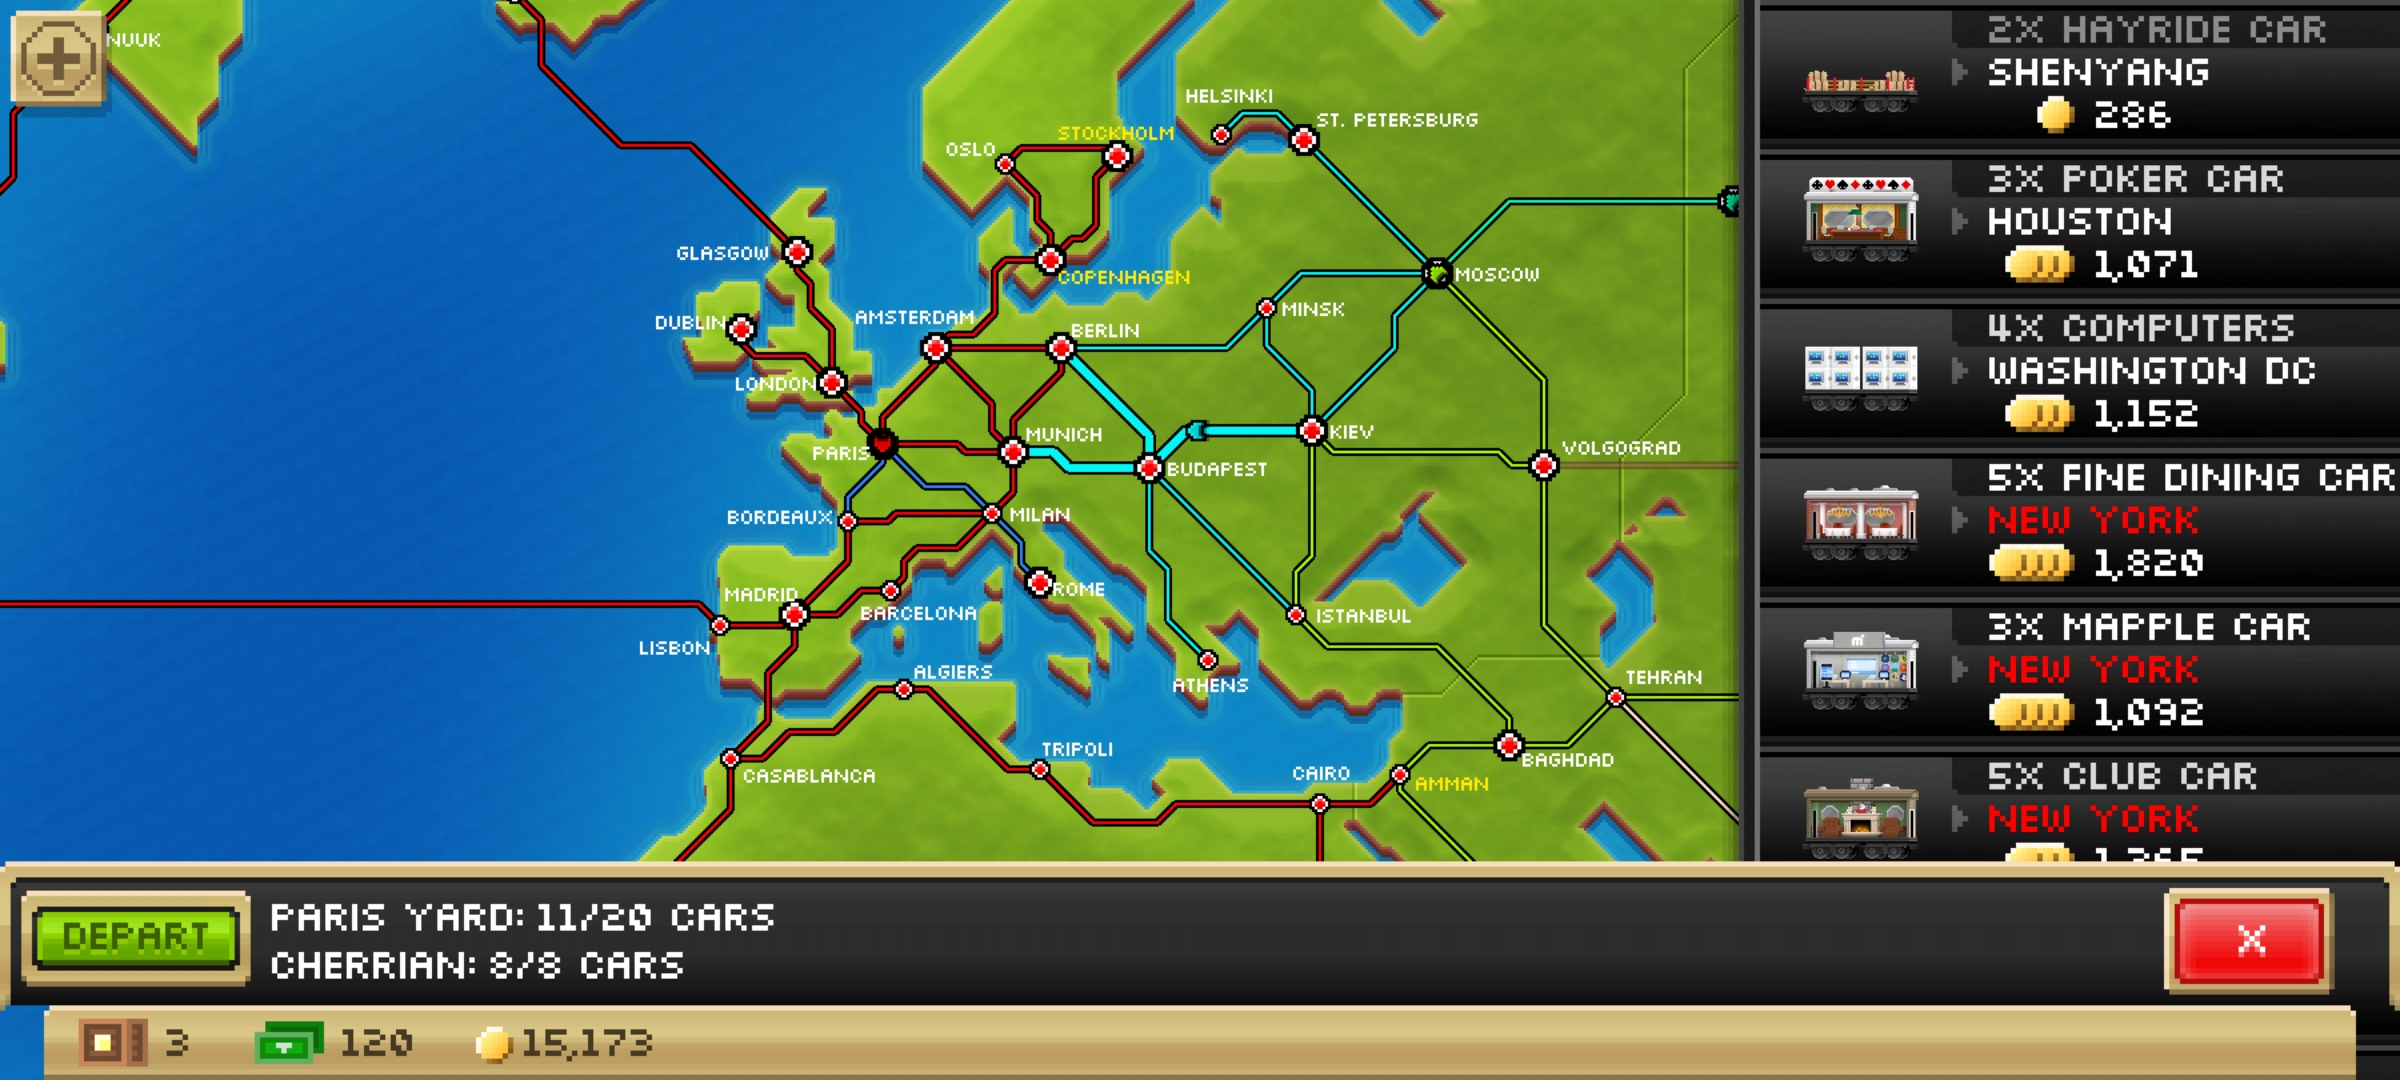 NUUK
HELSINKI
ST. PETERSBURG
STOCKHOLM
OSLO
GLASGOW
COPENHAGEN
MOSCOW
DUBLIN
AMSTERDAM
BERLIN
MINSK
LONDON
PARIS
MUNICH
KIEV
BUDAPEST
VOLGOGRAD
BORDEAUX
MILAN
MADRID
ROME
BARCELONA
ISTANBUL
LISBON
ALGIERS
ATHENS
TEHRAN
TRIPOLI
CASABLANCA
CAIRO
AMMAN
BAGHDAD
2X HAYRIDE CAR
SHENYANG
286
3X POKER CAR
HOUSTON
1,071
4X COMPUTERS
WASHINGTON DC
1,152
5X FINE DINING CAR
NEW YORK
1,820
3X MAPPLE CAR
m
NEW YORK
1,092
5X CLUB CAR
NEW YORK
DEPART
PARIS YARD: 11/20 CARS
CHERRIAN: 8/8 CARS
X
3
120
15,173